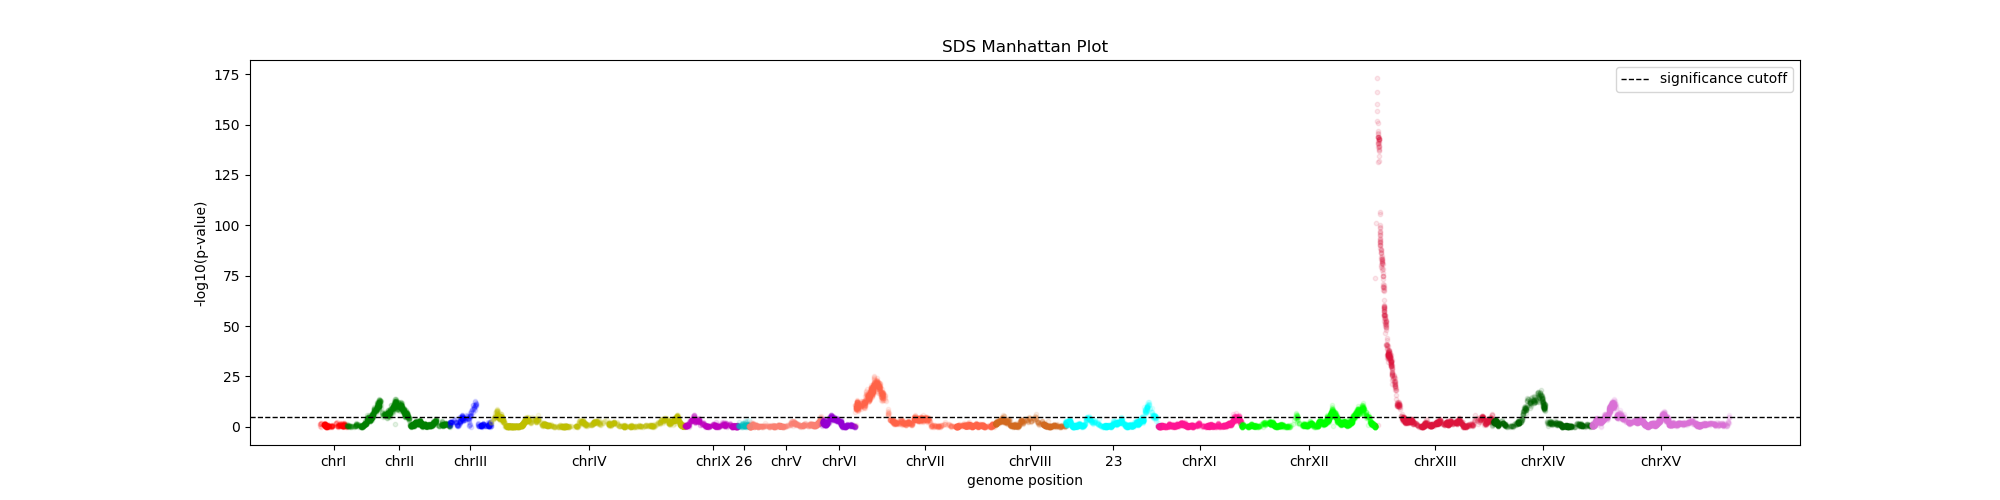 SDS Manhattan Plot
significance cutoff
-log10(p-value)
175
150
125
100
75
50
25
0
chrI chrII chrIII chrIV chrIX 26 chrV chrVI chrVII chrVIII 23 chrXI chrXII chrXIII chrXIV chrXV
genome position